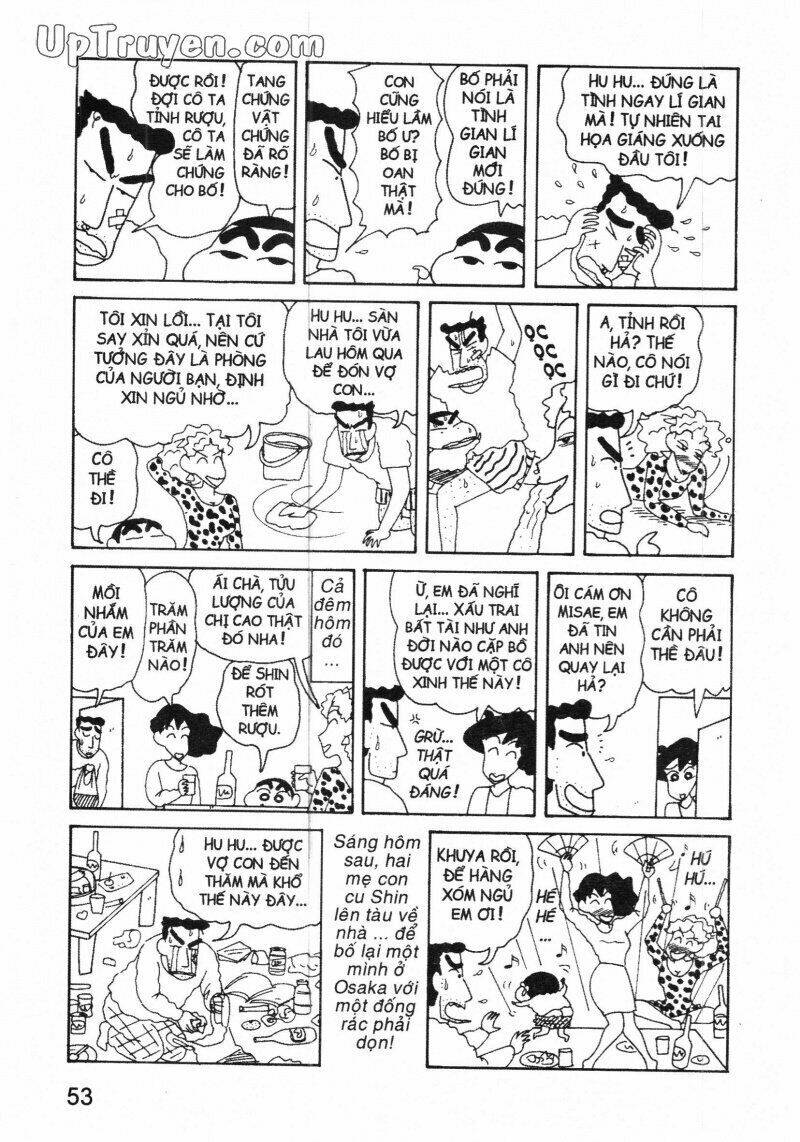 UpTruyen.com
HU HU... ĐÚNG LÀ
TÌNH NGAY LÍ GIAN
MÀ! TỰ NHIÊN TAI
HỌA GIÁNG XUỐNG
ĐẦU TÔI!
BỐ PHẢI
NÓI LÀ
TÌNH
GIAN LÍ
GIAN
MỚI
ĐÚNG!
CON
CŨNG
HIỂU LẦM
BỐ Ư?
BỐ BỊ
OAN
THẬT
MÀ!
TANG
CHỨNG
VẬT
CHỨNG
ĐÃ RÕ
RÀNG!
ĐƯỢC RỒI!
ĐỢI CÔ TA
TỈNH RƯỢU,
CÔ TA
SẼ LÀM
CHỨNG
CHO BỐ!
A, TỈNH RỒI
HẢ? THẾ
NÀO, CÔ NÓI
GÌ ĐI CHỨ!
ỌC
ỌC
ỌC
HU HU... SÀN
NHÀ TÔI VỪA
LAU HÔM QUA
ĐỂ ĐÓN VỢ
CON...
TÔI XIN LỖI... TẠI TÔI
SAY XỈN QUÁ, NÊN CỨ
TƯỞNG ĐÂY LÀ PHÒNG
CỦA NGƯỜI BẠN, ĐỊNH
XIN NGỦ NHỜ...
CÔ
THỀ
ĐI!
CÔ
KHÔNG
CẦN PHẢI
THỀ ĐÂU!
ÔI CÁM ƠN
MISAE, EM
ĐÃ TIN
ANH NÊN
QUAY LẠI
HẢ?
Ừ, EM ĐÃ NGHĨ
LẠI... XẤU TRAI
BẤT TÀI NHƯ ANH
ĐỜI NÀO CẶP BỒ
ĐƯỢC VỚI MỘT CÔ
XINH THẾ NÀY!
GRỪ...
THẬT
QUÁ
ĐÁNG!
Cả
đêm
hôm
đó
...
ÁI CHÀ, TỬU
LƯỢNG CỦA
CHỊ CAO THẬT
ĐÓ NHA!
ĐỂ SHIN
RÓT
THÊM
RƯỢU.
TRĂM
PHẦN
TRĂM
NÀO!
MỒI
NHẮM
CỦA EM
ĐÂY!
HÚ
HÚ...
HÉ
HÉ
...
KHUYA RỒI,
ĐỂ HÀNG
XÓM NGỦ
EM ƠI!
Sáng hôm
sau, hai
mẹ con
cu Shin
lên tàu về
nhà ... để
bố lại một
mình ở
Osaka với
một đống
rác phải
dọn!
HU HU... ĐƯỢC
VỢ CON ĐẾN
THĂM MÀ KHỔ
THẾ NÀY ĐÂY...
53